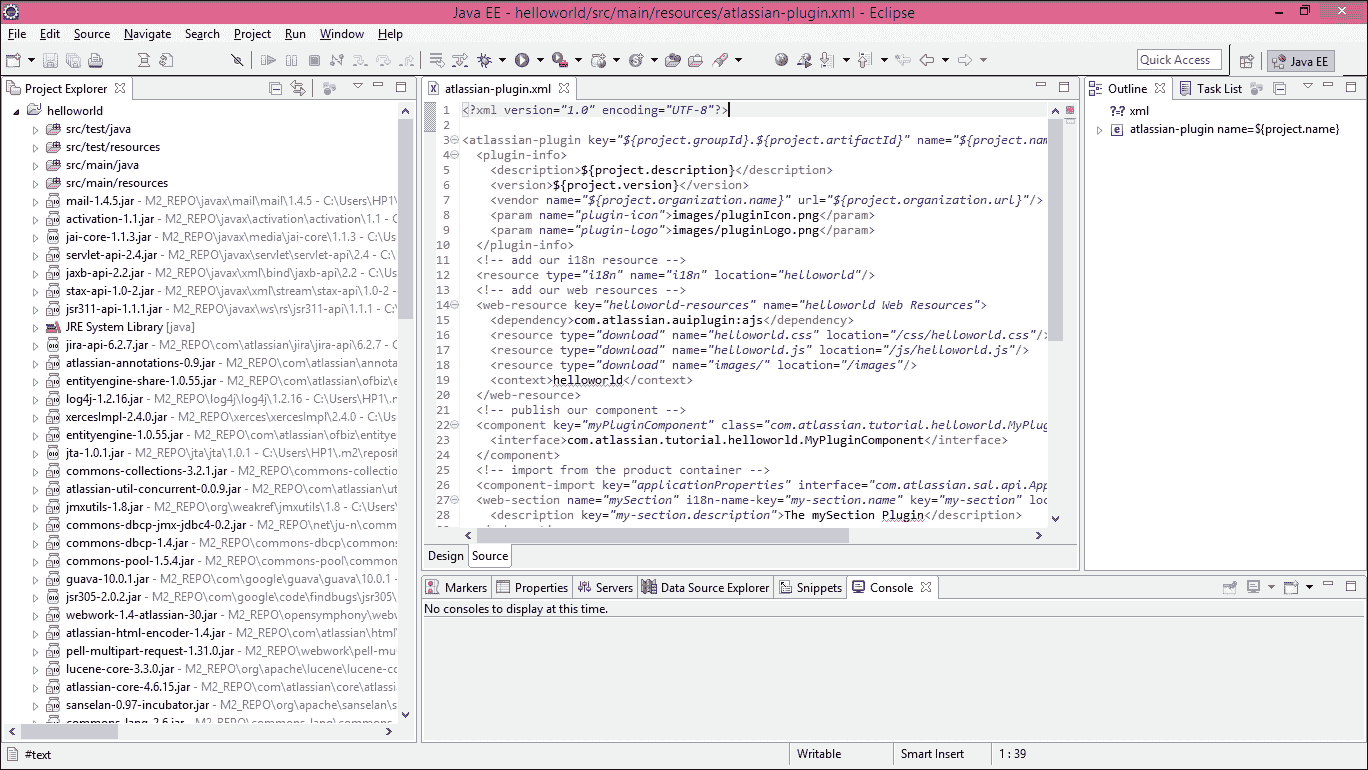 Java EE - helloworld/src/main/resources/atlassian-plugin.xml - Eclipse
File Edit Source Navigate Search Project Run Window Help
Quick Access
Java EE
Project Explorer
helloworld
src/test/java
src/test/resources
src/main/java
src/main/resources
mail-1.4.5.jar - M2_REPO\javax\mail\mail\1.4.5 - C:\Users\HP1\
activation-1.1.jar - M2_REPO\javax\activation\activation\1.1 - C:
jai-core-1.1.3.jar - M2_REPO\javax\media\jai-core\1.1.3 - C:\Us
servlet-api-2.4.jar - M2_REPO\javax\servlet\servlet-api\2.4 - C:
jaxb-api-2.2.jar - M2_REPO\javax\xml\bind\jaxb-api\2.2 - C:\Us
stax-api-1.0-2.jar - M2_REPO\javax\xml\stream\stax-api\1.0-2 -
jsr311-api-1.1.1.jar - M2_REPO\javax\ws\rs\jsr311-api\1.1.1 - C:
JRE System Library [java]
jira-api-6.2.7.jar - M2_REPO\com\atlassian\jira\jira-api\6.2.7 -
atlassian-annotations-0.9.jar - M2_REPO\com\atlassian\annota
entityengine-share-1.0.55.jar - M2_REPO\com\atlassian\ofbiz\e
log4j-1.2.16.jar - M2_REPO\log4j\log4j\1.2.16 - C:\Users\HP1\.n
xercesImpl-2.4.0.jar - M2_REPO\xerces\xercesImpl\2.4.0 - C:\Us
entityengine-1.0.55.jar - M2_REPO\com\atlassian\ofbiz\entitye
jta-1.0.1.jar - M2_REPO\jta\jta\1.0.1 - C:\Users\HP1\.m2\reposit
commons-collections-3.2.1.jar - M2_REPO\commons-collection
atlassian-util-concurrent-0.0.9.jar - M2_REPO\com\atlassian\ut
jmxutils-1.8.jar - M2_REPO\org\weakref\jmxutils\1.8 - C:\Users\
commons-dbcp-jmx-jdbc4-0.2.jar - M2_REPO\net\ju-n\comm
commons-dbcp-1.4.jar - M2_REPO\commons-dbcp\commons-
commons-pool-1.5.4.jar - M2_REPO\commons-pool\common
guava-10.0.1.jar - M2_REPO\com\google\guava\guava\10.0.1 -
jsr305-2.0.2.jar - M2_REPO\com\google\code\findbugs\jsr305\
webwork-1.4-atlassian-30.jar - M2_REPO\opensymphony\webv
atlassian-html-encoder-1.4.jar - M2_REPO\com\atlassian\html\
pell-multipart-request-1.31.0.jar - M2_REPO\webwork\pell-mu
lucene-core-3.3.0.jar - M2_REPO\org\apache\lucene\lucene-cc
atlassian-core-4.6.15.jar - M2_REPO\com\atlassian\core\atlassi
sanselan-0.97-incubator.jar - M2_REPO\org\apache\sanselan\s
commons-lang-2.6.jar - M2_REPO\commons-lang\commons-
atlassian-plugin.xml
1 <?xml version="1.0" encoding="UTF-8"?>
2
3 <atlassian-plugin key="${project.groupId}.${project.artifactId}" name="${project.nam
4 <plugin-info>
5 <description>${project.description}</description>
6 <version>${project.version}</version>
7 <vendor name="${project.organization.name}" url="${project.organization.url}"/>
8 <param name="plugin-icon">images/pluginIcon.png</param>
9 <param name="plugin-logo">images/pluginLogo.png</param>
10 </plugin-info>
11 <!-- add our i18n resource -->
12 <resource type="i18n" name="i18n" location="helloworld"/>
13 <!-- add our web resources -->
14 <web-resource key="helloworld-resources" name="helloworld Web Resources">
15 <dependency>com.atlassian.auiplugin:ajs</dependency>
16 <resource type="download" name="helloworld.css" location="/css/helloworld.css"/
17 <resource type="download" name="helloworld.js" location="/js/helloworld.js"/>
18 <resource type="download" name="images/" location="/images"/>
19 <context>helloworld</context>
20 </web-resource>
21 <!-- publish our component -->
22 <component key="myPluginComponent" class="com.atlassian.tutorial.helloworld.MyPlug
23 <interface>com.atlassian.tutorial.helloworld.MyPluginComponent</interface>
24 </component>
25 <!-- import from the product container -->
26 <component-import key="applicationProperties" interface="com.atlassian.sal.api.App
27 <web-section name="mySection" i18n-name-key="my-section.name" key="my-section" loc
28 <description key="my-section.description">The mySection Plugin</description>
Design Source
Outline Task List
?-? xml
atlassian-plugin name=${project.name}
Markers Properties Servers Data Source Explorer Snippets Console
No consoles to display at this time.
#text
Writable
Smart Insert
1 : 39